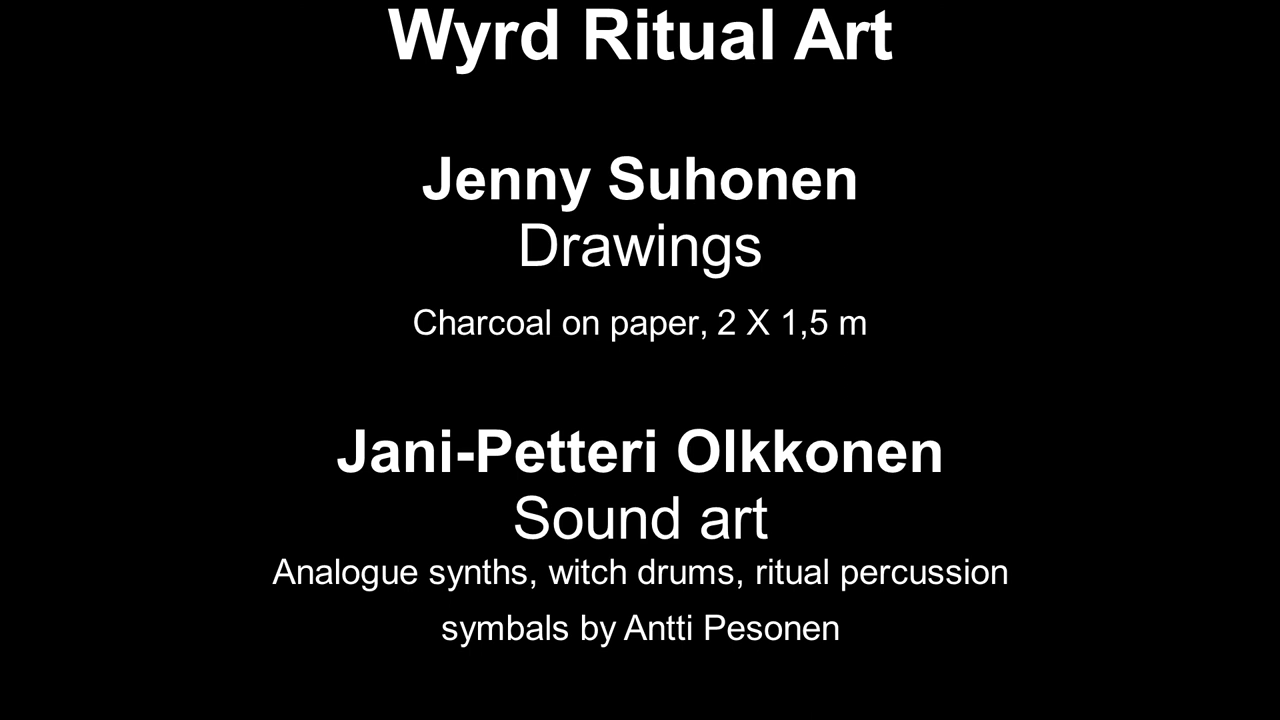 Wyrd Ritual Art
Jenny Suhonen
Drawings
Charcoal on paper, 2 X 1,5 m
Jani-Petteri Olkkonen
Sound art
Analogue synths, witch drums, ritual percussion
symbals by Antti Pesonen